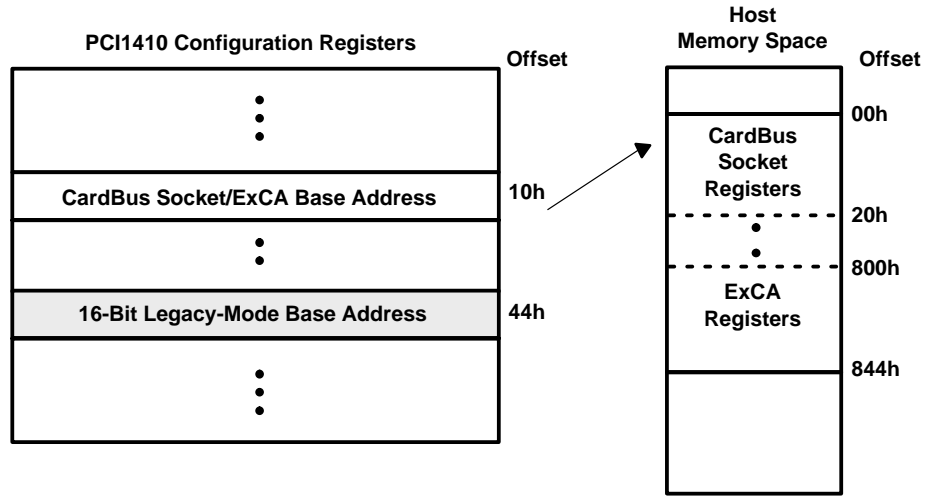 PCI1410 Configuration Registers
Offset
CardBus Socket/ExCA Base Address
10h
16-Bit Legacy-Mode Base Address
44h
Host
Memory Space
Offset
00h
CardBus
Socket
Registers
20h
800h
ExCA
Registers
844h